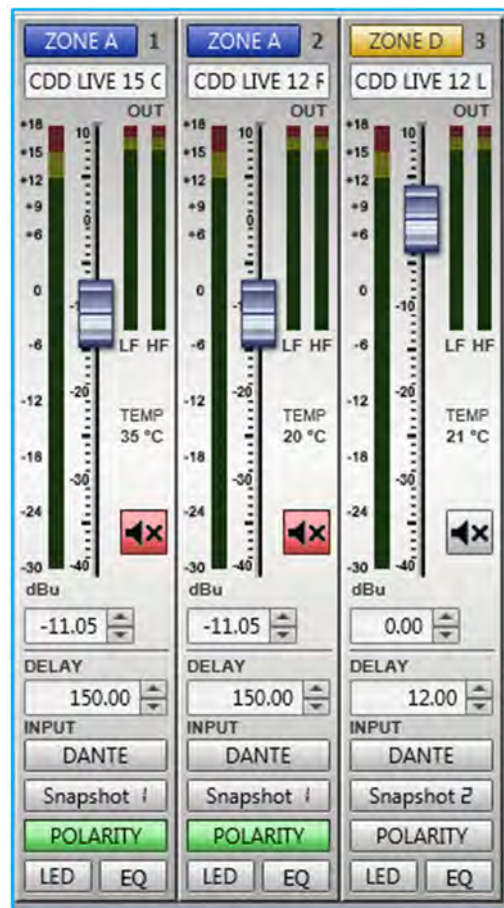 ZONE A 1
CDD LIVE 15 C
OUT
+18
+15
+12
+9
+6
0
-6
-12
-18
-24
-30
10
0
-10
-20
-30
-40
LF HF
TEMP
35 °C
dBu
-11.05
DELAY
150.00
INPUT
DANTE
Snapshot 1
POLARITY
LED EQ
ZONE A 2
CDD LIVE 12 F
OUT
+18
+15
+12
+9
+6
0
-6
-12
-18
-24
-30
10
0
-10
-20
-30
-40
LF HF
TEMP
20 °C
dBu
-11.05
DELAY
150.00
INPUT
DANTE
Snapshot 1
POLARITY
LED EQ
ZONE D 3
CDD LIVE 12 L
OUT
+18
+15
+12
+9
+6
0
-6
-12
-18
-24
-30
10
-10
-20
-30
-40
LF HF
TEMP
21 °C
dBu
0.00
DELAY
12.00
INPUT
DANTE
Snapshot 2
POLARITY
LED EQ